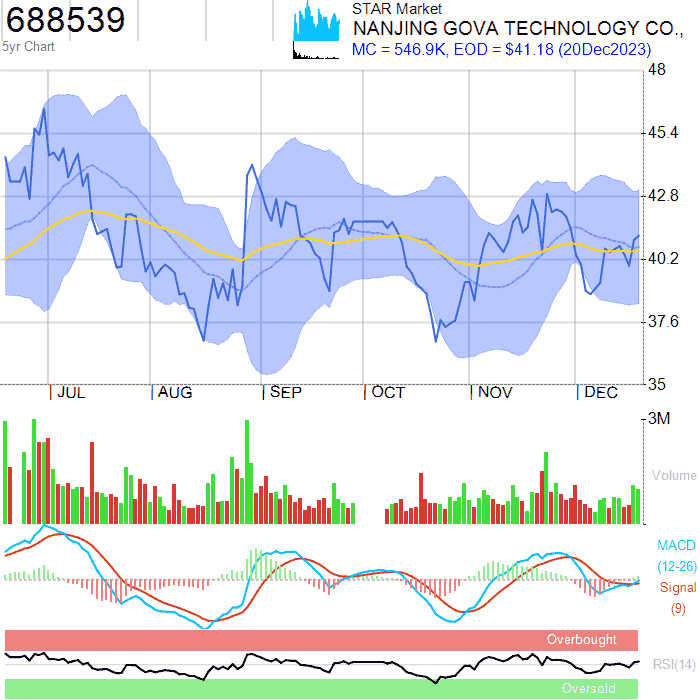 688539
5yr Chart
STAR Market
NANJING GOVA TECHNOLOGY CO.,
MC = 546.9K, EOD = $41.18 (20Dec2023)
48
45.4
42.8
40.2
37.6
35
JUL
AUG
SEP
OCT
NOV
DEC
3M
Volume
MACD
(12-26)
Signal
(9)
Overbought
RSI(14)
Oversold